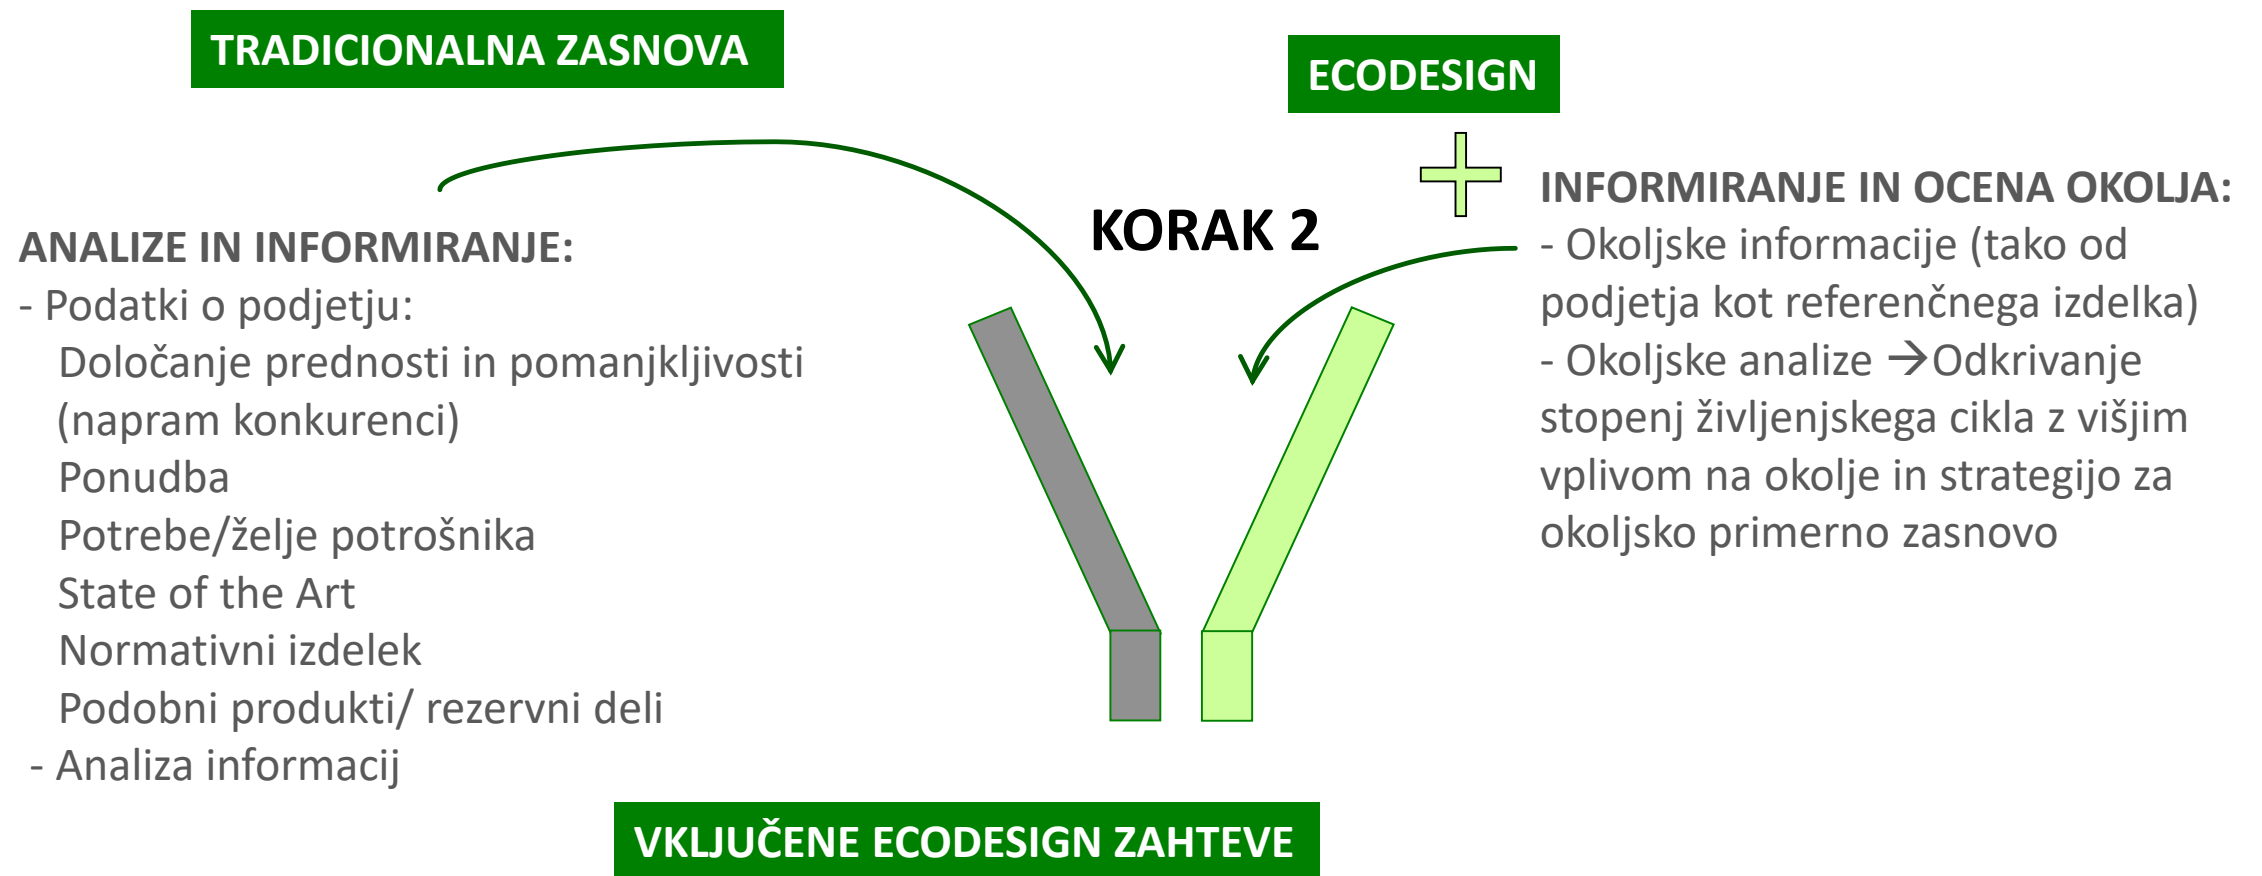 TRADICIONALNA ZASNOVA
ECODESIGN
KORAK 2
ANALIZE IN INFORMIRANJE:
- Podatki o podjetju:
Določanje prednosti in pomanjkljivosti
(napram konkurenci)
Ponudba
Potrebe/želje potrošnika
State of the Art
Normativni izdelek
Podobni produkti/ rezervni deli
- Analiza informacij
INFORMIRANJE IN OCENA OKOLJA:
- Okoljske informacije (tako od
podjetja kot referenčnega izdelka)
- Okoljske analize →Odkrivanje
stopenj življenjskega cikla z višjim
vplivom na okolje in strategijo za
okoljsko primerno zasnovo
VKLJUČENE ECODESIGN ZAHTEVE